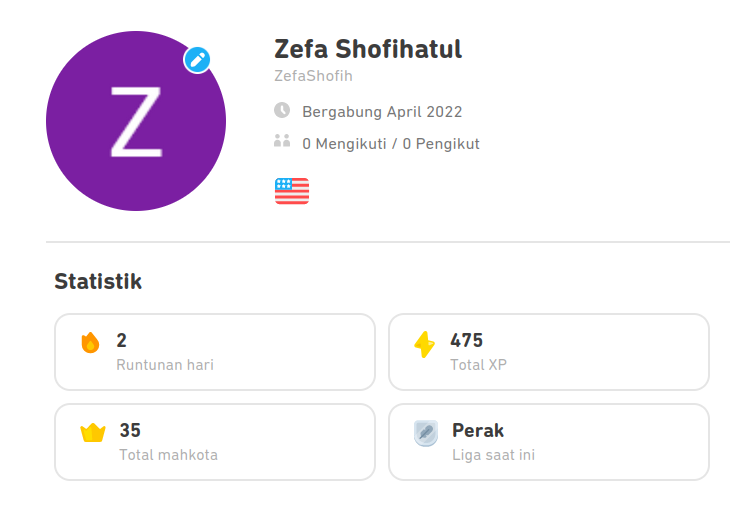 Z
Zefa Shofihatul
ZefaShofih
Bergabung April 2022
0 Mengikuti / 0 Pengikut
Statistik
2
Runtunan hari
475
Total XP
35
Total mahkota
Perak
Liga saat ini